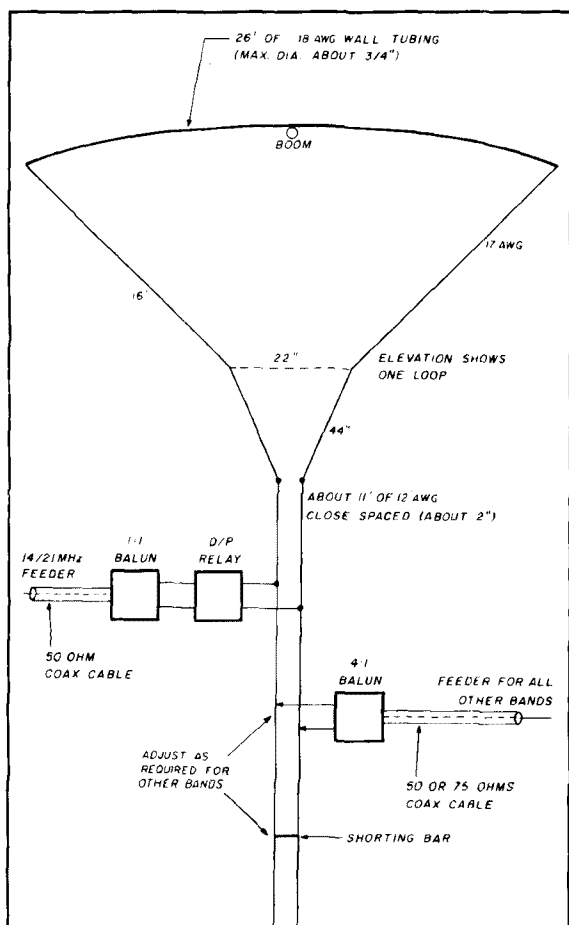 26' OF 18 AWG WALL TUBING
(MAX. DIA. ABOUT 3/4")
BOOM
17 AWG
16'
22"
ELEVATION SHOWS
ONE LOOP
44"
ABOUT 11' OF 12 AWG
CLOSE SPACED (ABOUT 2")
1:1
BALUN
D/P
RELAY
14/21MHz
FEEDER
50 OHM
COAX CABLE
4:1
BALUN
FEEDER FOR ALL
OTHER BANDS
ADJUST AS
REQUIRED FOR
OTHER BANDS
50 OR 75 OHMS
COAX CABLE
SHORTING BAR